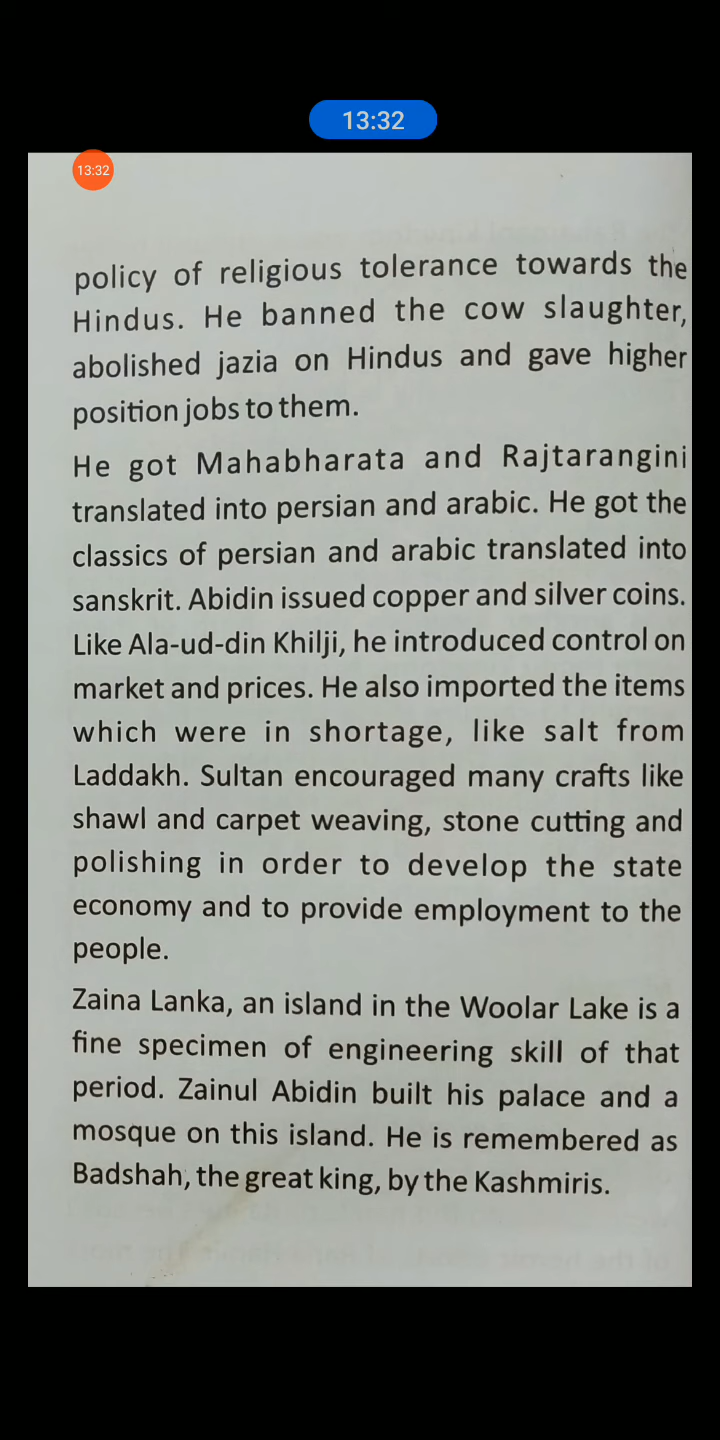 13:32
13:32
policy of religious tolerance towards the
Hindus. He banned the cow slaughter,
abolished jazia on Hindus and gave higher
position jobs to them.
He got Mahabharata and Rajtarangini
translated into persian and arabic. He got the
classics of persian and arabic translated into
sanskrit. Abidin issued copper and silver coins.
Like Ala-ud-din Khilji, he introduced control on
market and prices. He also imported the items
which were in shortage, like salt from
Laddakh. Sultan encouraged many crafts like
shawl and carpet weaving, stone cutting and
polishing in order to develop the state
economy and to provide employment to the
people.
Zaina Lanka, an island in the Woolar Lake is a
fine specimen of engineering skill of that
period. Zainul Abidin built his palace and a
mosque on this island. He is remembered as
Badshah, the great king, by the Kashmiris.